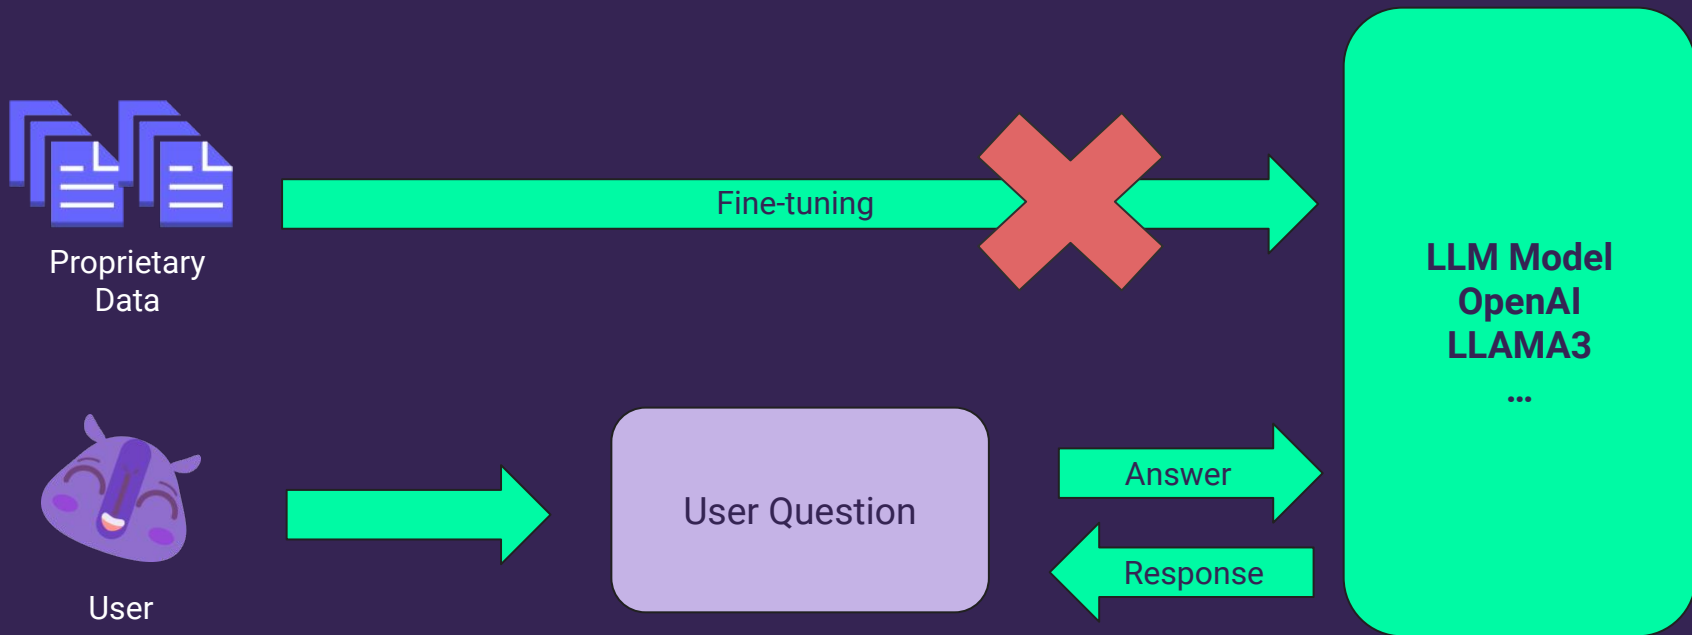 Fine-tuning
Proprietary
Data
LLM Model
OpenAI
LLAMA3
...
User Question
Answer
Response
User